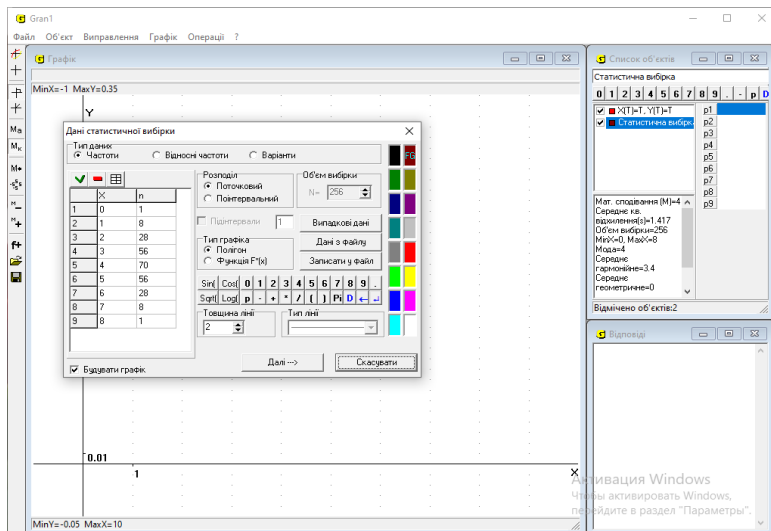 Gran1
Файл Об'єкт Виправлення Графік Операції ?
Графік
MinX=-1 MaxY=0.35
Y
Дані статистичної вибірки
Тип даних
Частоти Відносні частоти Варіанти
X n
1 0 1
2 1 8
3 2 28
4 3 56
5 4 70
6 5 56
7 6 28
8 7 8
9 8 1
Будувати графік
Розподіл
Поточковий
Поінтервальний
Об'єм вибірки
N= 256
Підінтервали 1
Тип графіка
Полігон
Функція F*(x)
Випадкові дані
Дані з файлу
Записати у файл
Sin( Cos( 0 1 2 3 4 5 6 7 8 9 .
Sqrt( Log( p - + * / ( ) Pi D ← ↵
Товщина лінії
2
Тип лінії
Далі --->
Скасувати
FG
0.01
1
X
MinY=-0.05 MaxX=10
Список об'єктів
Статистична вибірка
0 1 2 3 4 5 6 7 8 9 . - p D
X(T)=T, Y(T)=T
Статистична вибірк
p1
p2
p3
p4
p5
p6
p7
p8
p9
Мат. сподівання (M)=4
Середнє кв.
відхилення(s)=1.417
Об'єм вибірки=256
MinX=0, MaxX=8
Мода=4
Середнє
гармонійне=3.4
Середнє
геометричне=0
Відмічено об'єктів:2
Відповіді
Активация Windows
Чтобы активировать Windows,
перейдите в раздел "Параметры".